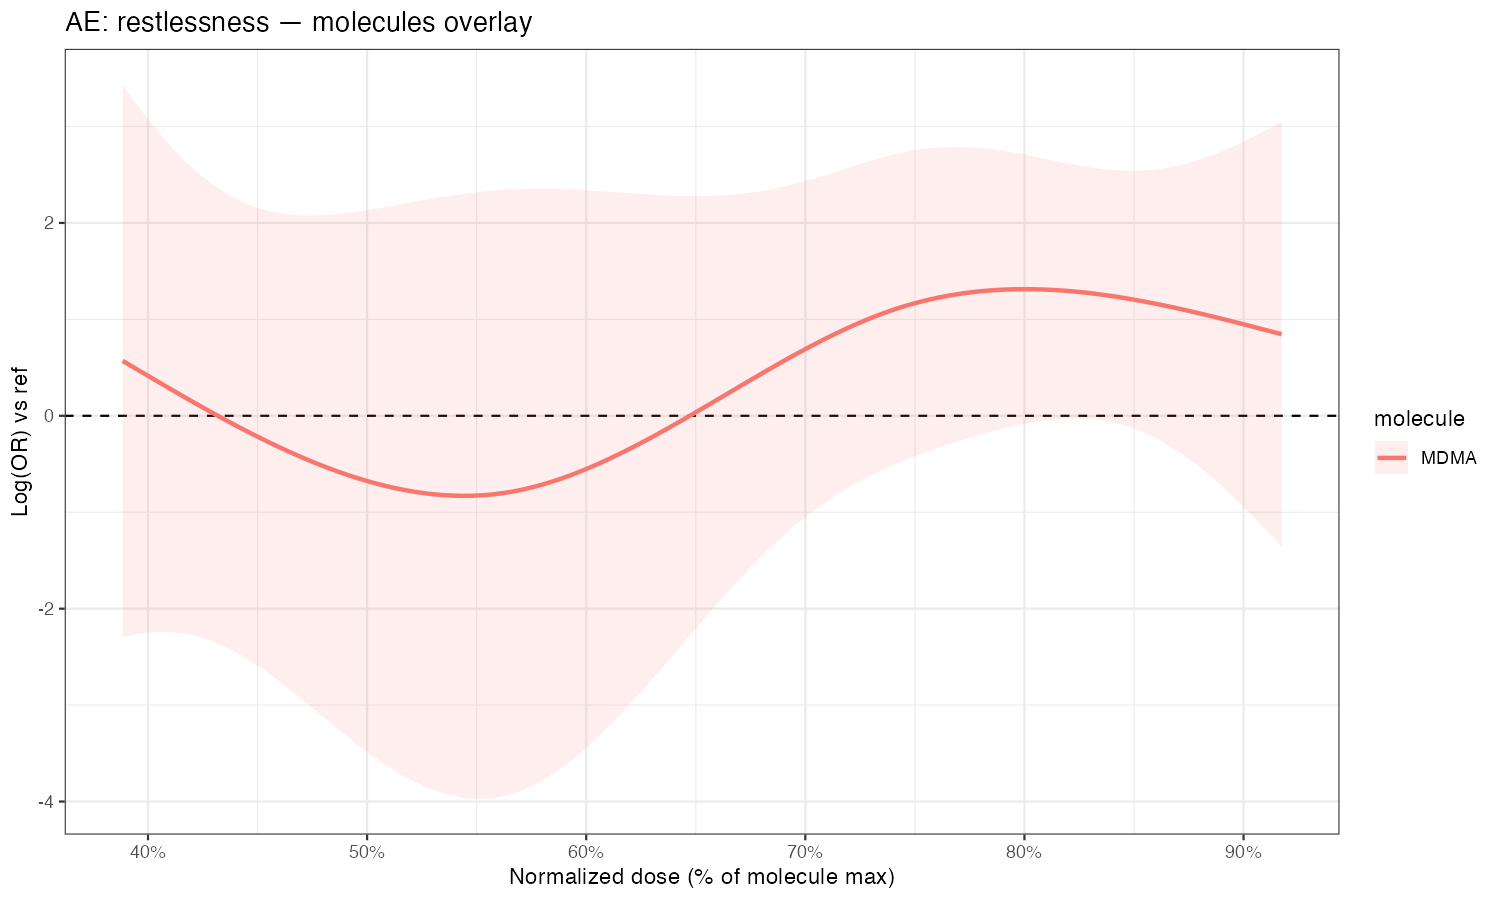 AE: restlessness — molecules overlay
Log(OR) vs ref
2
0
-2
-4
40%
50%
60%
70%
80%
90%
Normalized dose (% of molecule max)
molecule
MDMA